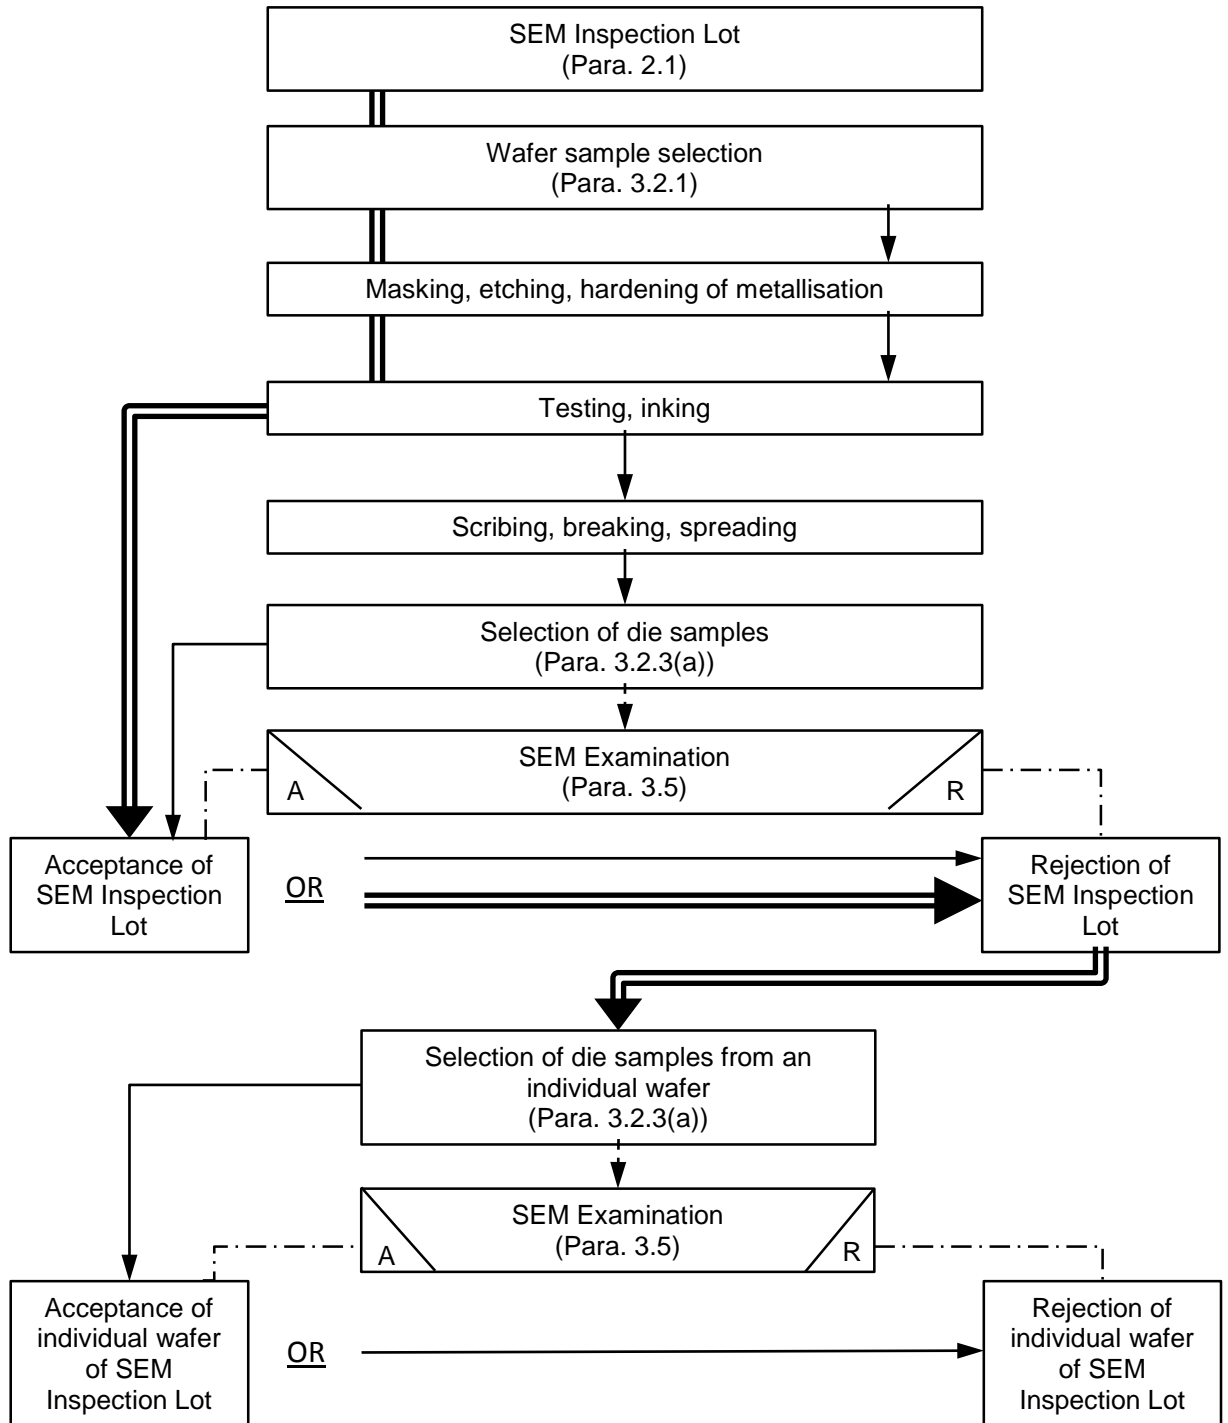 SEM Inspection Lot
(Para. 2.1)
Wafer sample selection
(Para. 3.2.1)
Masking, etching, hardening of metallisation
Testing, inking
Scribing, breaking, spreading
Selection of die samples
(Para. 3.2.3(a))
SEM Examination
(Para. 3.5)
A
R
Acceptance of
SEM Inspection
Lot
OR
Rejection of
SEM Inspection
Lot
Selection of die samples from an
individual wafer
(Para. 3.2.3(a))
SEM Examination
(Para. 3.5)
A
R
Acceptance of
individual wafer
of SEM
Inspection Lot
OR
Rejection of
individual wafer
of SEM
Inspection Lot